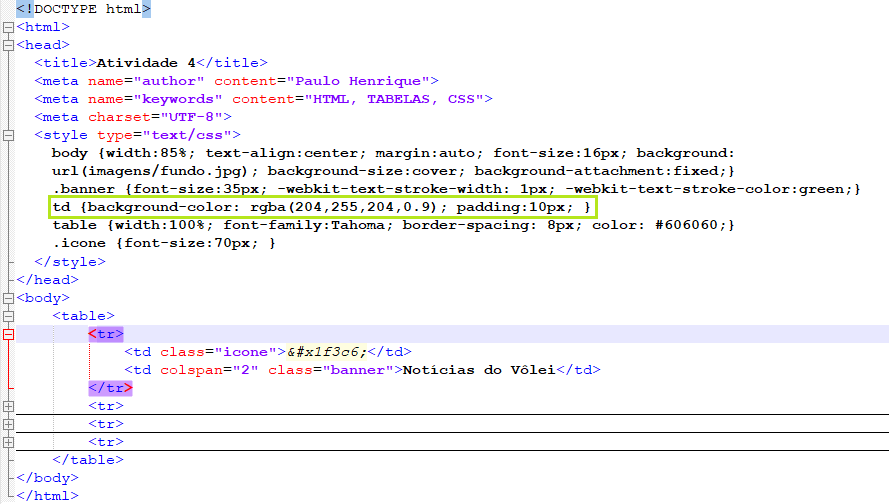 <!DOCTYPE html>
<html>
<head>
<title>Atividade 4</title>
<meta name="author" content="Paulo Henrique">
<meta name="keywords" content="HTML, TABELAS, CSS">
<meta charset="UTF-8">
<style type="text/css">
body {width:85%; text-align:center; margin:auto; font-size:16px; background:
url(imagens/fundo.jpg); background-size:cover; background-attachment:fixed;}
.banner {font-size:35px; -webkit-text-stroke-width: 1px; -webkit-text-stroke-color:green;}
td {background-color: rgba(204,255,204,0.9); padding:10px; }
table {width:100%; font-family:Tahoma; border-spacing: 8px; color: #606060;}
.icone {font-size:70px; }
</style>
</head>
<body>
<table>
<tr>
<td class="icone">&#x1f3c6;</td>
<td colspan="2" class="banner">Notícias do Vôlei</td>
</tr>
<tr>
<tr>
<tr>
</table>
</body>
</html>